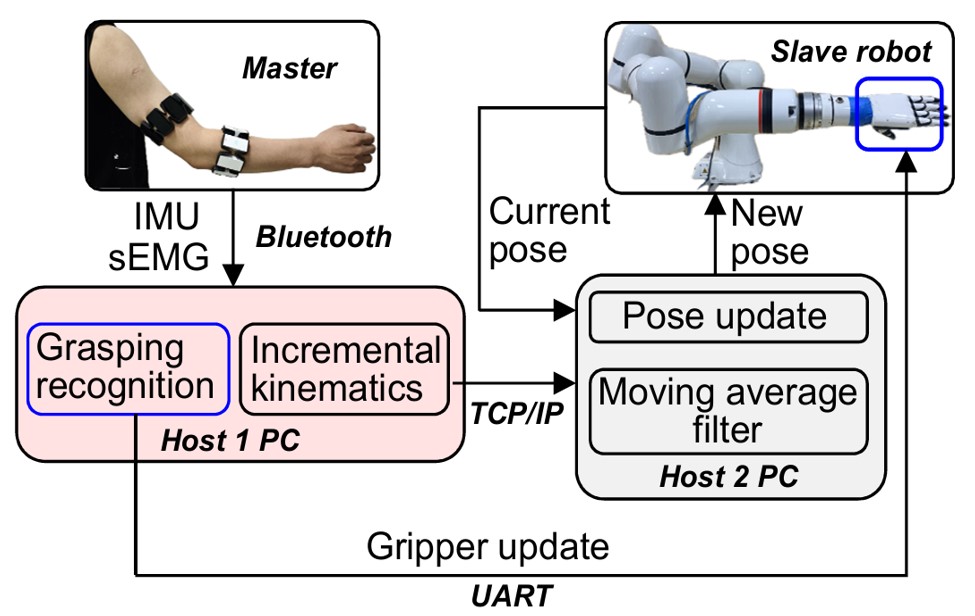 Master
Slave robot
IMU
sEMG
Bluetooth
Current
pose
New
pose
Grasping
recognition
Incremental
kinematics
Host 1 PC
TCP/IP
Pose update
Moving average
filter
Host 2 PC
Gripper update
UART